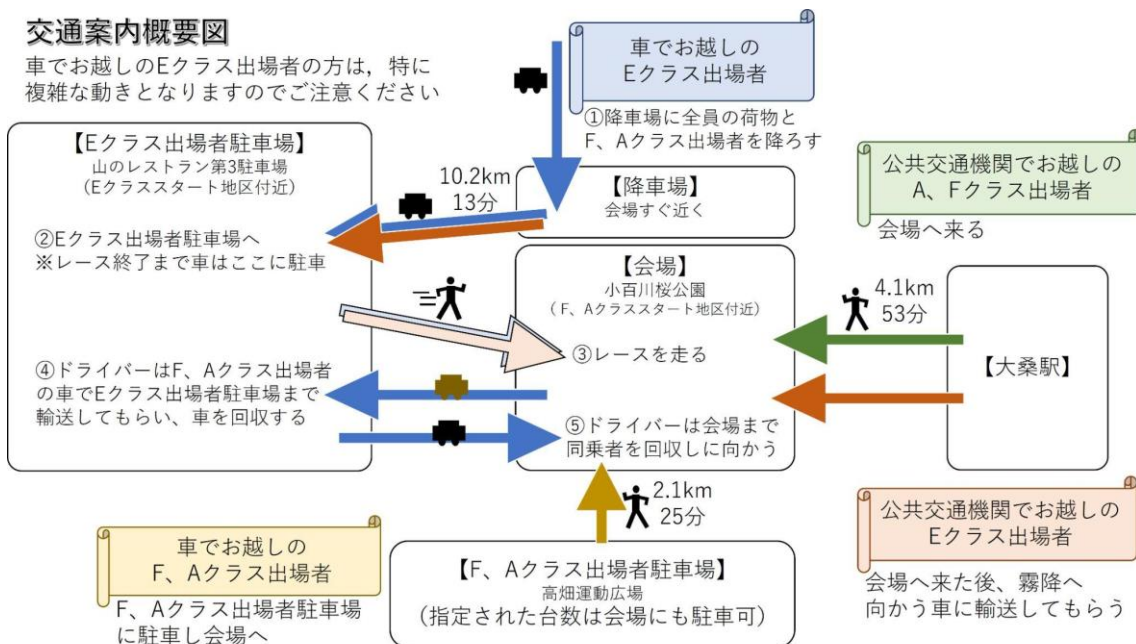 交通案内概要図
車でお越しのEクラス出場者の方は，特に
複雑な動きとなりますのでご注意ください
車でお越しの
Eクラス出場者
①降車場に全員の荷物と
F、Aクラス出場者を降ろす
【Eクラス出場者駐車場】
山のレストラン第3駐車場
（Eクラススタート地区付近）
10.2km
13分
②Eクラス出場者駐車場へ
※レース終了まで車はここに駐車
【降車場】
会場すぐ近く
公共交通機関でお越しの
A、Fクラス出場者
会場へ来る
【会場】
小百川桜公園
（F、Aクラススタート地区付近）
③レースを走る
4.1km
53分
【大桑駅】
④ドライバーはF、Aクラス出場者
の車でEクラス出場者駐車場まで
輸送してもらい、車を回収する
⑤ドライバーは会場まで
同乗者を回収しに向かう
2.1km
25分
車でお越しの
F、Aクラス出場者
F、Aクラス出場者駐車場
に駐車し会場へ
【F、Aクラス出場者駐車場】
高畑運動広場
（指定された台数は会場にも駐車可）
公共交通機関でお越しの
Eクラス出場者
会場へ来た後、霧降へ
向かう車に輸送してもらう